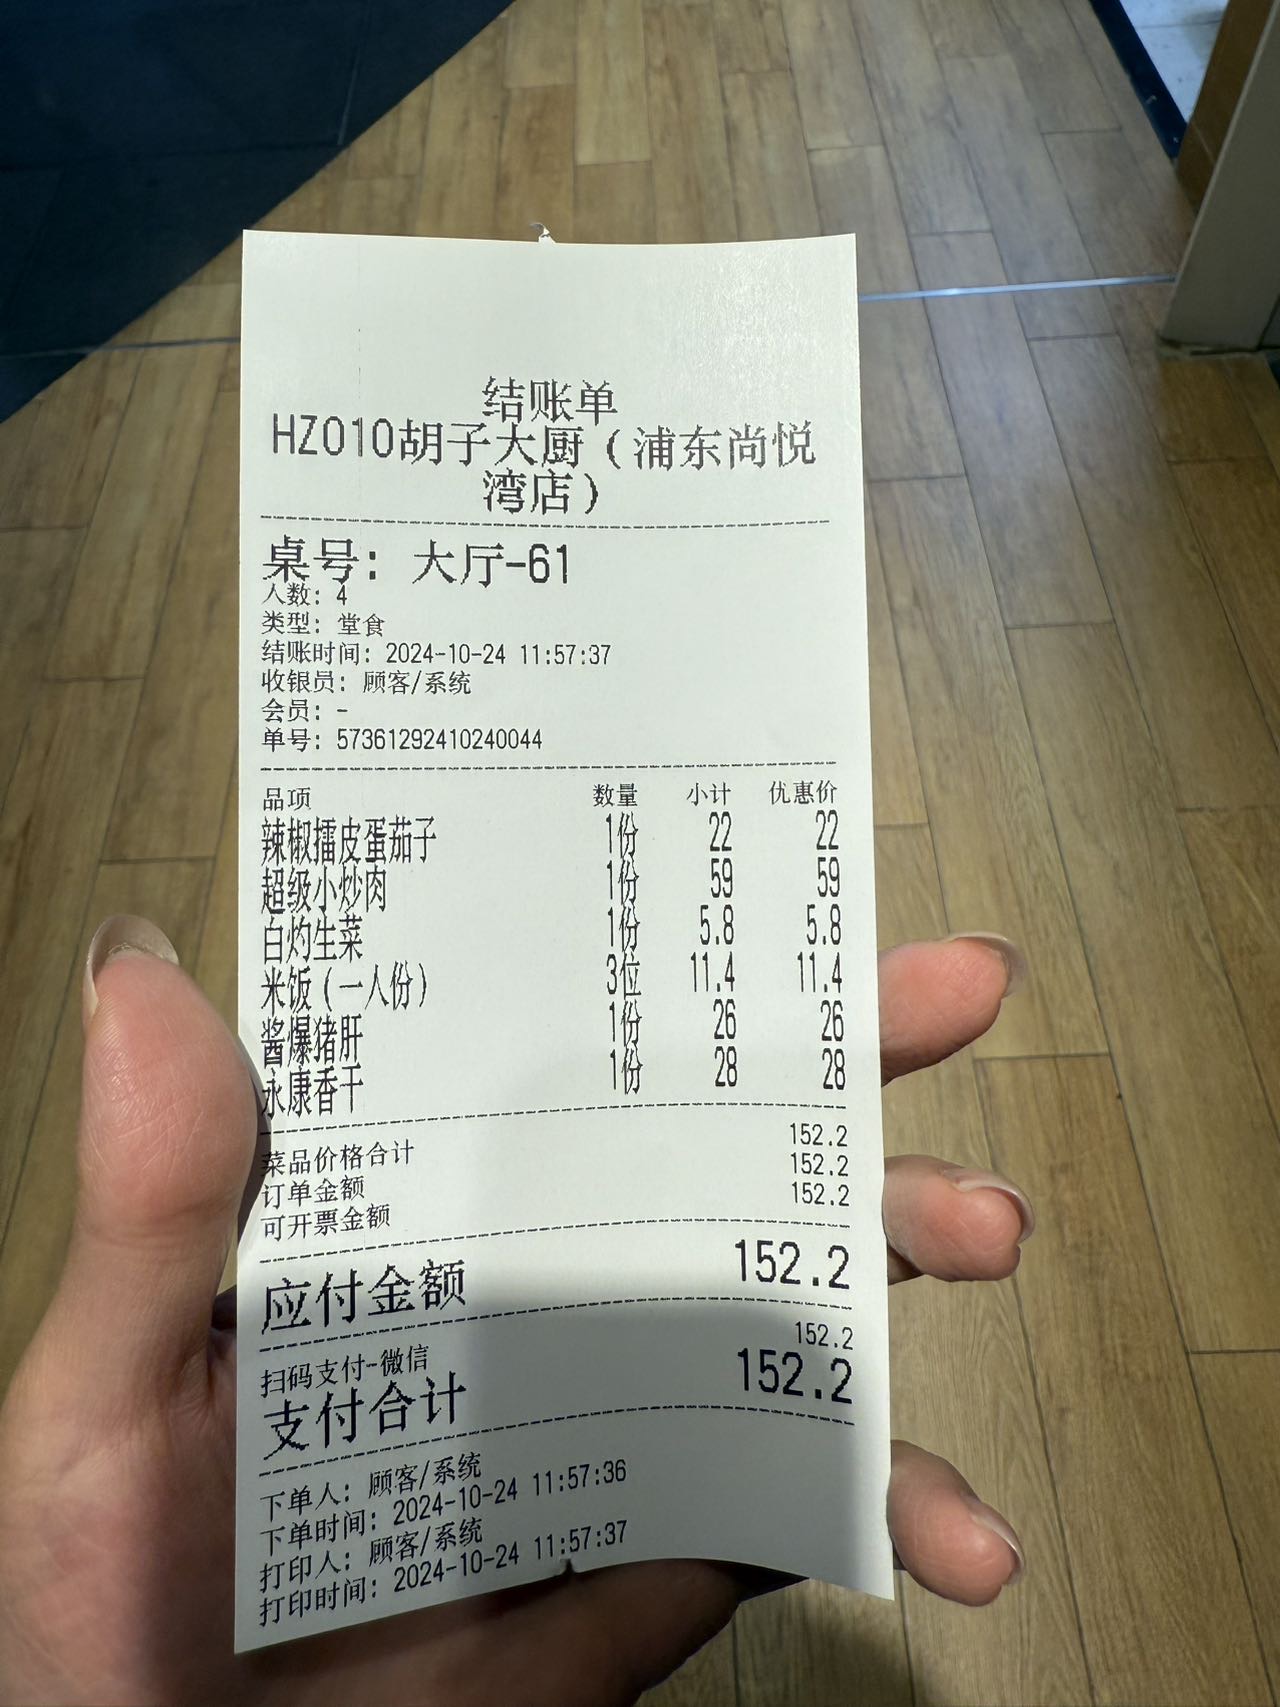 结账单
HZ010胡子大厨（浦东尚悦
湾店）
桌号：大厅-61
人数：4
类型：堂食
结账时间：2024-10-24 11:57:37
收银员：顾客/系统
会员：-
单号：57361292410240044
品项 数量 小计 优惠价
辣椒擂皮蛋茄子 1份 22 22
超级小炒肉 1份 59 59
白灼生菜 1份 5.8 5.8
米饭（一人份） 3位 11.4 11.4
酱爆猪肝 1份 26 26
永康香干 1份 28 28
菜品价格合计 152.2
订单金额 152.2
可开票金额 152.2
应付金额 152.2
扫码支付-微信 152.2
支付合计 152.2
下单人：顾客/系统
下单时间：2024-10-24 11:57:36
打印人：顾客/系统
打印时间：2024-10-24 11:57:37